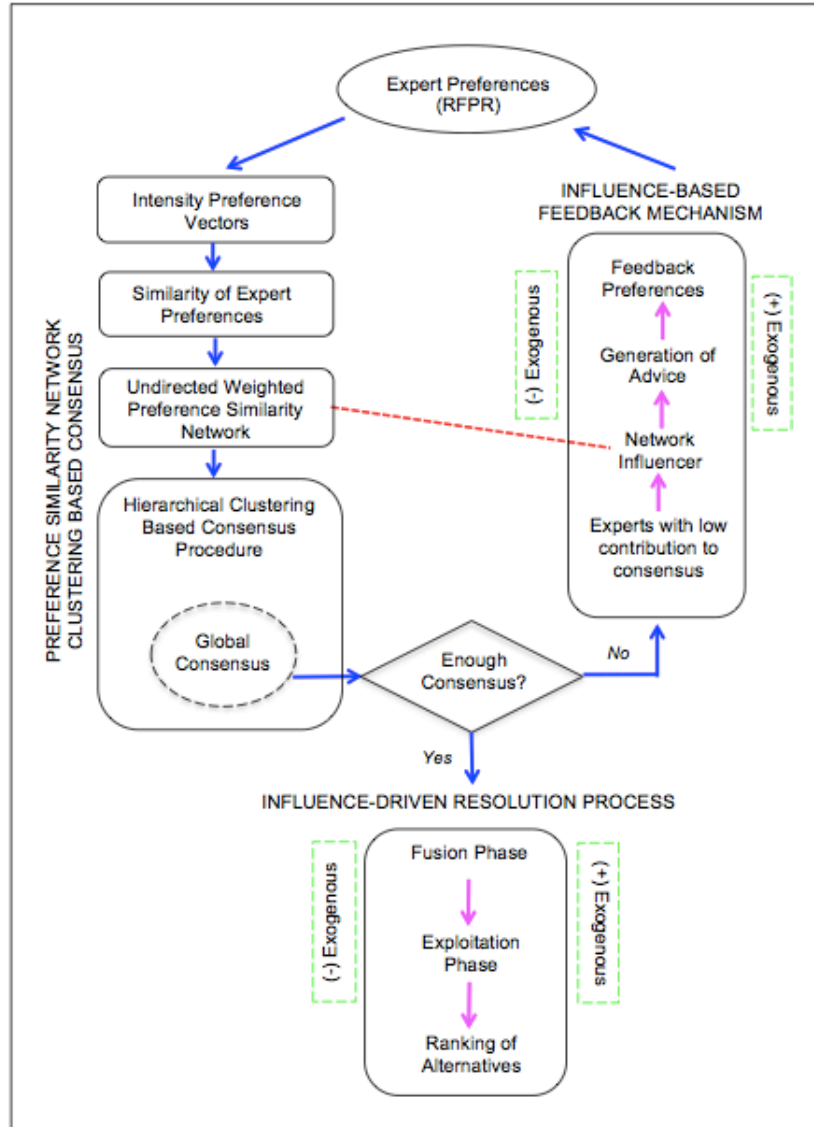 Expert Preferences
(RFPR)
Intensity Preference
Vectors
Similarity of Expert
Preferences
Undirected Weighted
Preference Similarity
Network
Hierarchical Clustering
Based Consensus
Procedure
Global
Consensus
PREFERENCE SIMILARITY NETWORK
CLUSTERING BASED CONSENSUS
Enough
Consensus?
No
Yes
INFLUENCE-BASED
FEEDBACK MECHANISM
(-) Exogenous
Feedback
Preferences
Generation of
Advice
Network
Influencer
Experts with low
contribution to
consensus
(+) Exogenous
INFLUENCE-DRIVEN RESOLUTION PROCESS
(-) Exogenous
Fusion Phase
Exploitation
Phase
Ranking of
Alternatives
(+) Exogenous